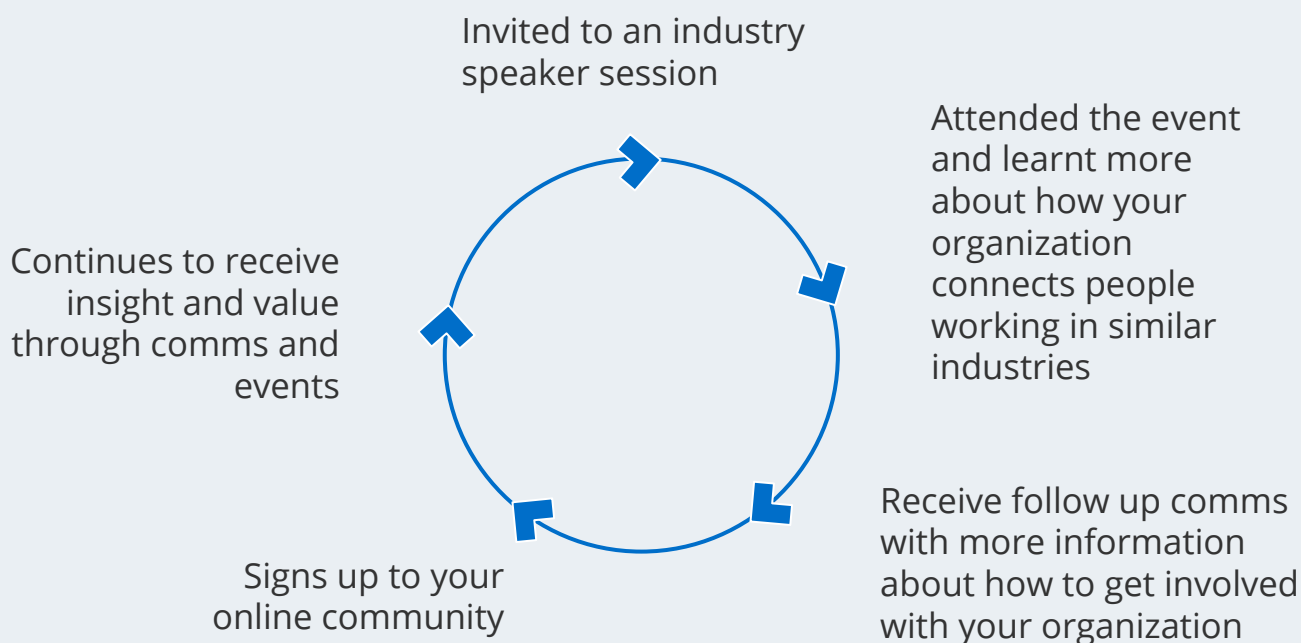 Invited to an industry
speaker session
Attended the event
and learnt more
about how your
organization
connects people
working in similar
industries
Receive follow up comms
with more information
about how to get involved
with your organization
Signs up to your
online community
Continues to receive
insight and value
through comms and
events